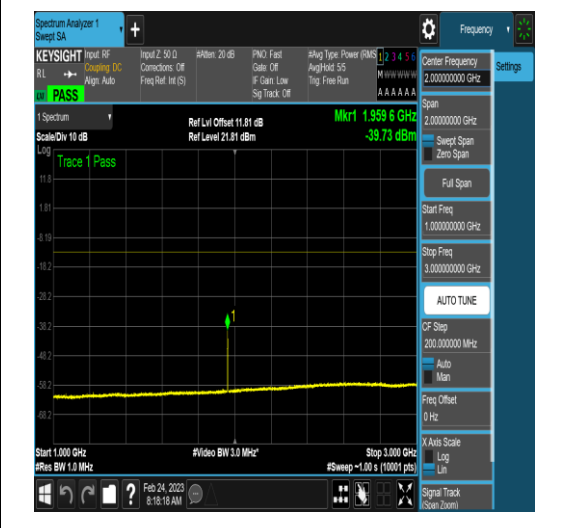 Spectrum Analyzer 1
Swept SA
Frequency
KEYSIGHT
RL
PASS
Input: RF
Coupling: DC
Align: Auto
Input Z: 50 Ω
Corrections: Off
Freq Ref: Int (S)
#Atten: 20 dB
PNO: Fast
Gate: Off
IF Gain: Low
Sig Track: Off
#Avg Type: Power (RMS
Avg|Hold: 5/5
Trig: Free Run
1 2 3 4 5 6
M W W W W W
A A A A A A
1 Spectrum
Scale/Div 10 dB
Ref Lvl Offset 11.81 dB
Ref Level 21.81 dBm
Mkr1 1.959 6 GHz
-39.73 dBm
Log
Trace 1 Pass
11.8
1.81
-8.19
-18.2
-28.2
-38.2
-48.2
-58.2
-68.2
1
Start 1.000 GHz
#Res BW 1.0 MHz
#Video BW 3.0 MHz*
Stop 3.000 GHz
#Sweep ~1.00 s (10001 pts)
Feb 24, 2023
8:18:18 AM
?
Center Frequency
2.000000000 GHz
Span
2.00000000 GHz
Swept Span
Zero Span
Full Span
Start Freq
1.000000000 GHz
Stop Freq
3.000000000 GHz
AUTO TUNE
CF Step
200.000000 MHz
Auto
Man
Freq Offset
0 Hz
X Axis Scale
Log
Lin
Signal Track
(Span Zoom)
Settings